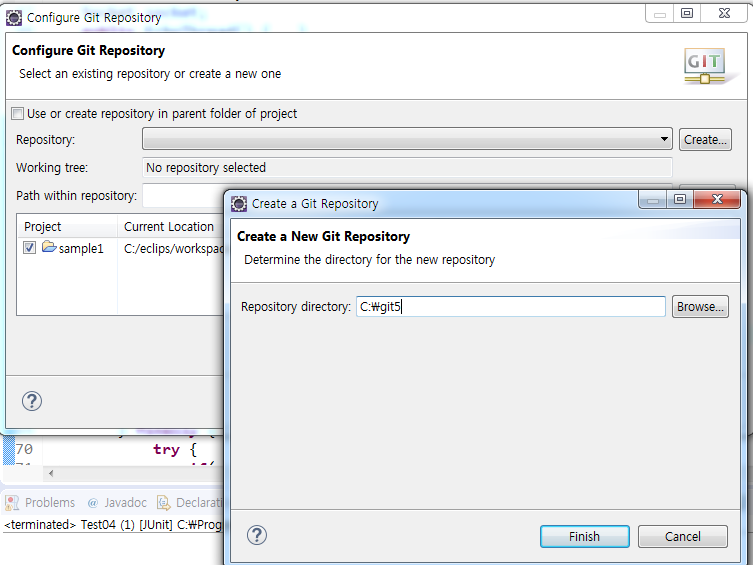 Configure Git Repository
Configure Git Repository
Select an existing repository or create a new one
GIT
Use or create repository in parent folder of project
Repository:
Create...
Working tree:
No repository selected
Path within repository:
Project
Current Location
sample1
C:/eclips/workspac
Create a Git Repository
Create a New Git Repository
Determine the directory for the new repository
Repository directory:
C:₩git5
Browse...
Finish
Cancel
70
try {
Problems
@ Javadoc
Declarati
<terminated> Test04 (1) [JUnit] C:₩Prog